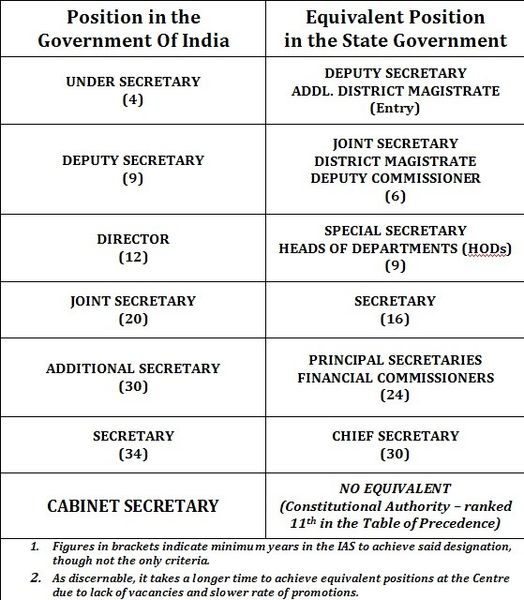 Position in the Government Of India
Equivalent Position in the State Government
UNDER SECRETARY
(4)
DEPUTY SECRETARY
ADDL. DISTRICT MAGISTRATE
(Entry)
DEPUTY SECRETARY
(9)
JOINT SECRETARY
DISTRICT MAGISTRATE
DEPUTY COMMISSIONER
(6)
DIRECTOR
(12)
SPECIAL SECRETARY
HEADS OF DEPARTMENTS (HODs)
(9)
JOINT SECRETARY
(20)
SECRETARY
(16)
ADDITIONAL SECRETARY
(30)
PRINCIPAL SECRETARIES
FINANCIAL COMMISSIONERS
(24)
SECRETARY
(34)
CHIEF SECRETARY
(30)
CABINET SECRETARY
NO EQUIVALENT
(Constitutional Authority – ranked
11th in the Table of Precedence)
1. Figures in brackets indicate minimum years in the IAS to achieve said designation,
though not the only criteria.
2. As discernable, it takes a longer time to achieve equivalent positions at the Centre
due to lack of vacancies and slower rate of promotions.